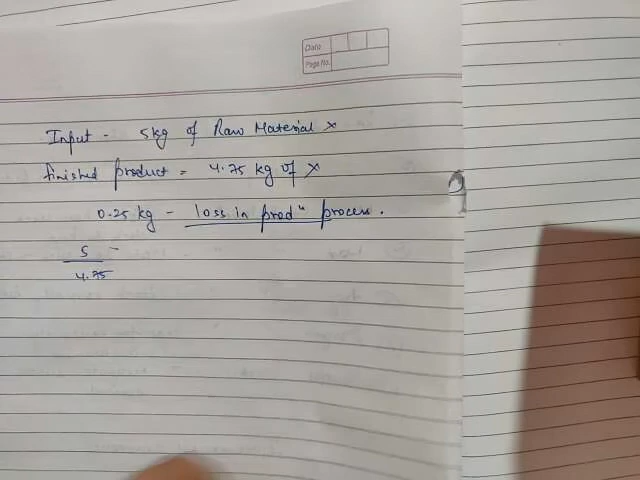 Date
Page No.
Input - 5kg of Raw Material x
finished product = 4.75 kg of x
0.25 kg - loss in prodⁿ process.
5 -
4.75